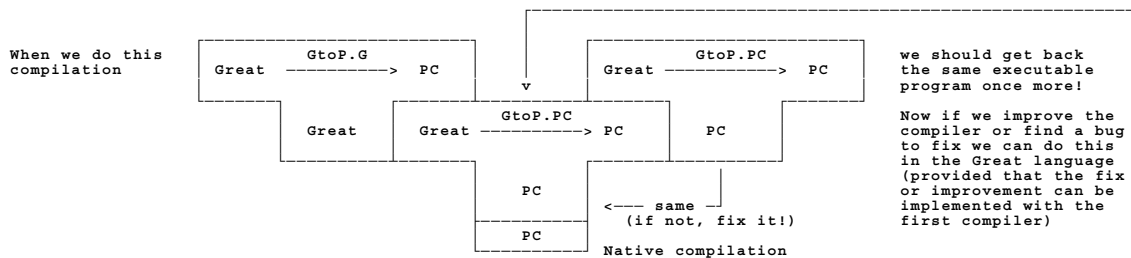 When we do this
compilation
GtoP.G
Great ----------> PC
Great
GtoP.PC
Great ----------> PC
v
GtoP.PC
Great ----------> PC
PC
PC
PC
<--- same
(if not, fix it!)
Native compilation
we should get back
the same executable
program once more!
Now if we improve the
compiler or find a bug
to fix we can do this
in the Great language
(provided that the fix
or improvement can be
implemented with the
first compiler)